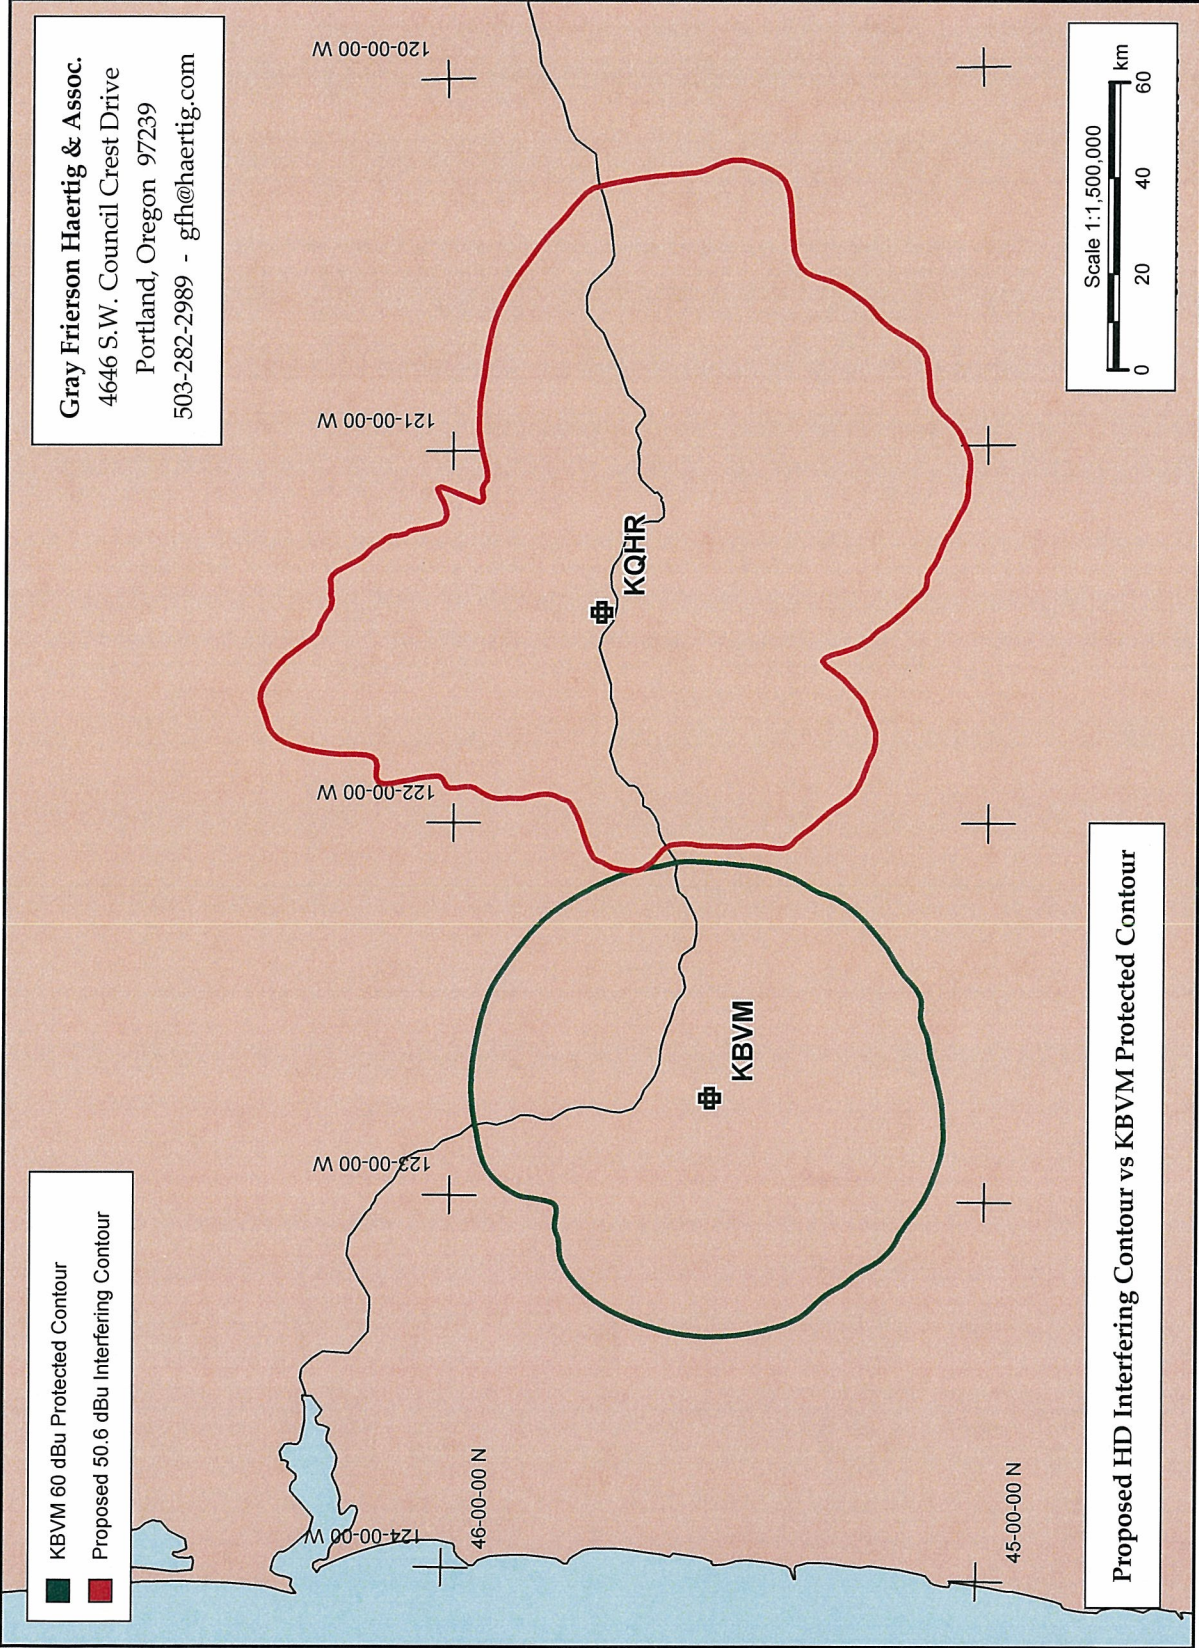 KBVM 60 dBu Protected Contour
Proposed 50.6 dBu Interfering Contour
Gray Frierson Haertig & Assoc.
4646 S.W. Council Crest Drive
Portland, Oregon 97239
503-282-2989 - gfh@haertig.com
124-00-00 W
123-00-00 W
122-00-00 W
121-00-00 W
120-00-00 W
46-00-00 N
KQHR
KBVM
45-00-00 N
Proposed HD Interfering Contour vs KBVM Protected Contour
Scale 1:1,500,000
0 20 40 60 km